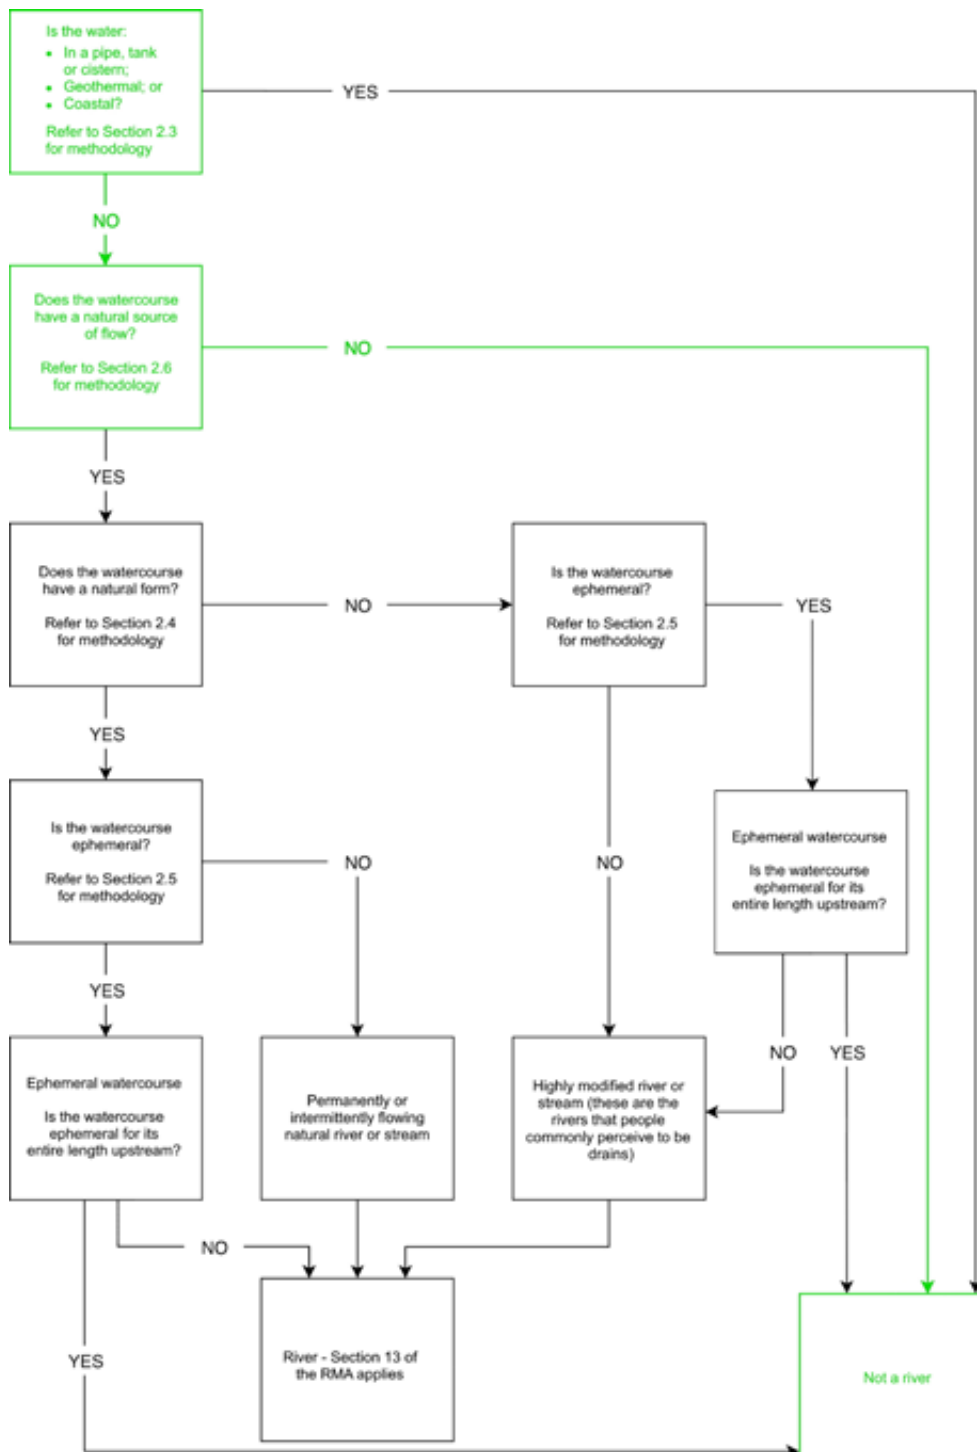 Is the water:
• In a pipe, tank
or cistern;
• Geothermal; or
• Coastal?
Refer to Section 2.3
for methodology
YES
NO
Does the watercourse
have a natural source
of flow?
Refer to Section 2.6
for methodology
NO
YES
Does the watercourse
have a natural form?
Refer to Section 2.4
for methodology
NO
Is the watercourse
ephemeral?
Refer to Section 2.5
for methodology
YES
YES
Is the watercourse
ephemeral?
Refer to Section 2.5
for methodology
NO
NO
Ephemeral watercourse
Is the watercourse
ephemeral for its
entire length upstream?
YES
NO
YES
Ephemeral watercourse
Is the watercourse
ephemeral for its
entire length upstream?
Permanently or
intermittently flowing
natural river or stream
Highly modified river or
stream (these are the
rivers that people
commonly perceive to be
drains)
NO
YES
River - Section 13 of
the RMA applies
Not a river